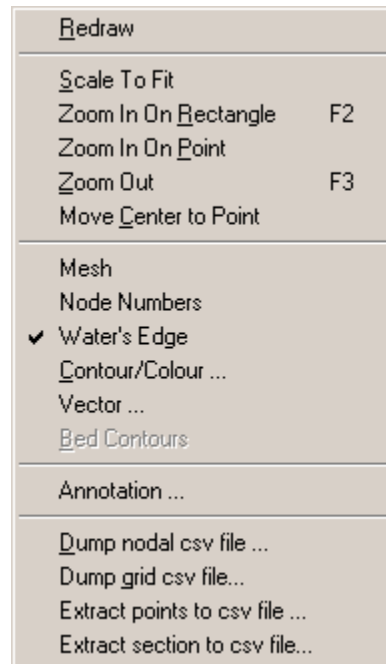 Redraw
Scale To Fit
Zoom In On Rectangle F2
Zoom In On Point
Zoom Out F3
Move Center to Point
Mesh
Node Numbers
Water's Edge
Contour/Colour ...
Vector ...
Bed Contours
Annotation ...
Dump nodal csv file ...
Dump grid csv file...
Extract points to csv file ...
Extract section to csv file...